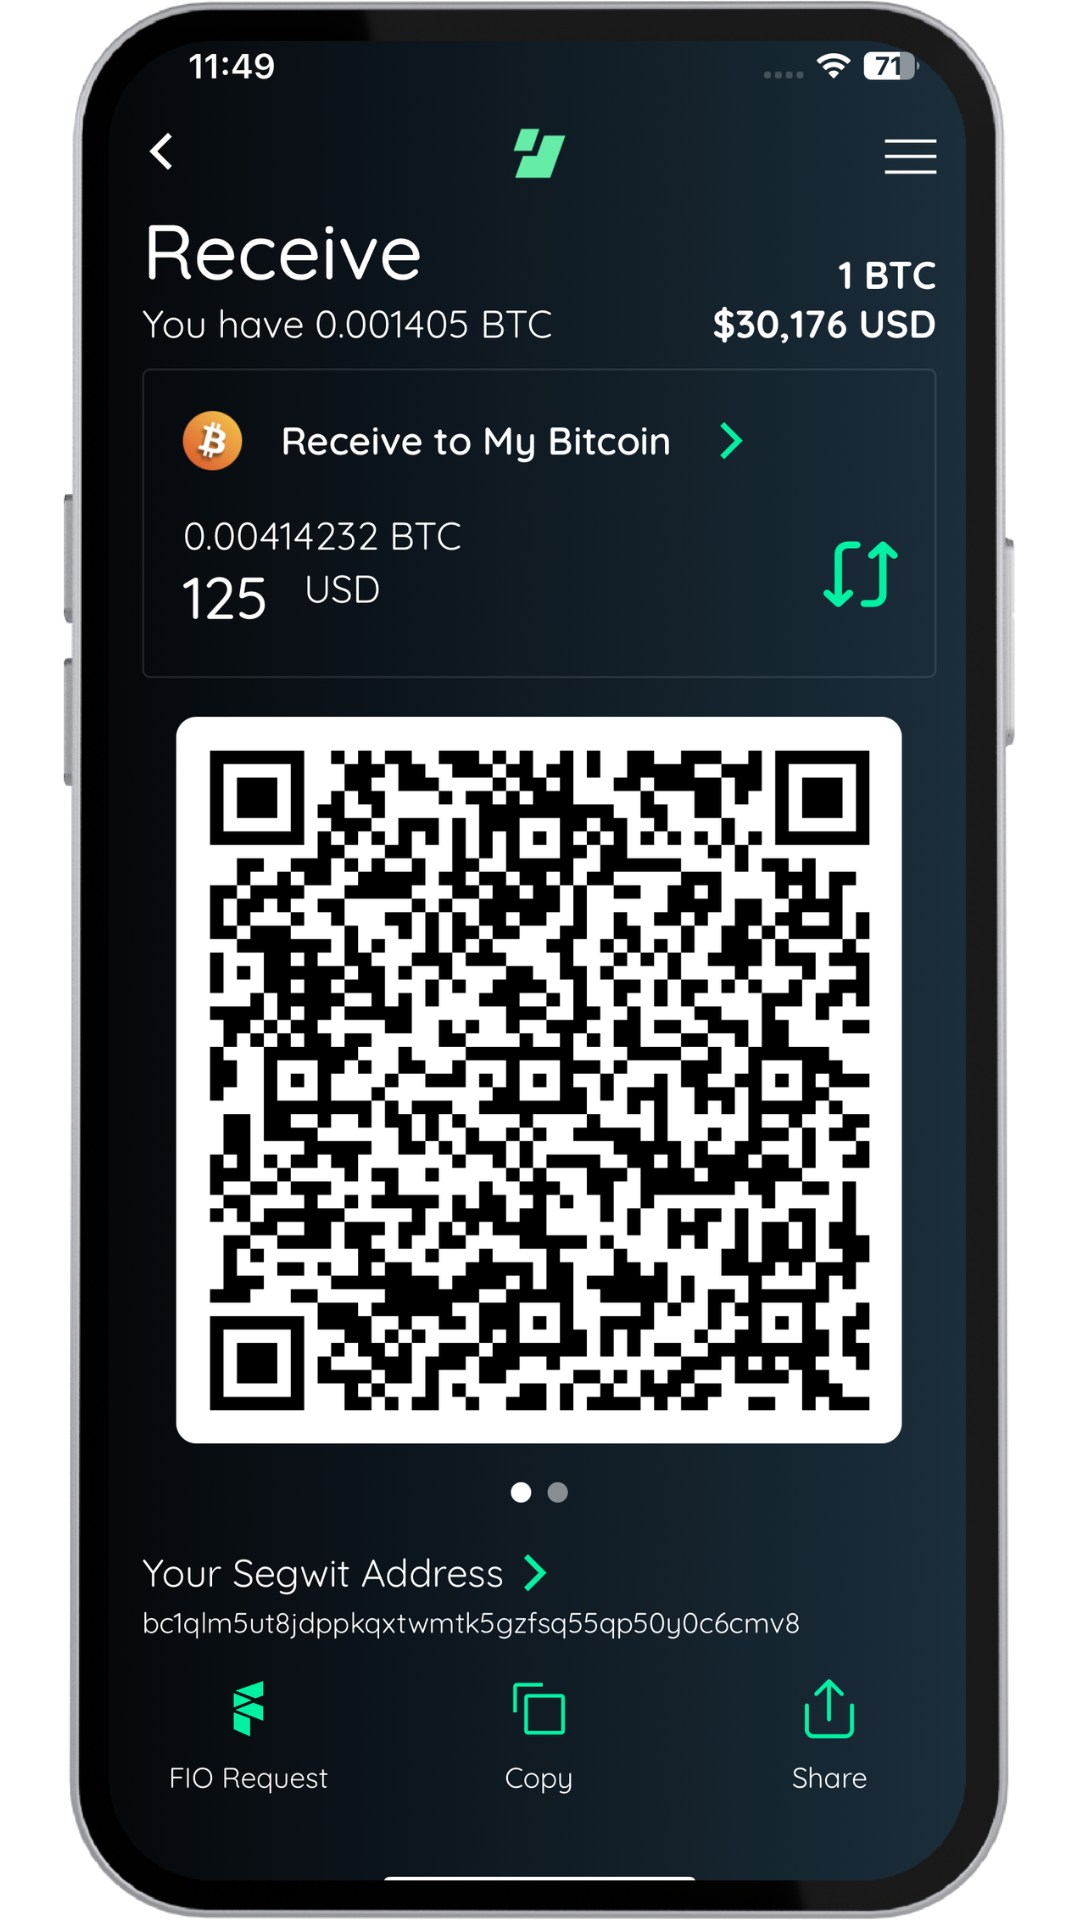 11:49
71
Receive
1 BTC
You have 0.001405 BTC
$30,176 USD
Receive to My Bitcoin
0.00414232 BTC
125 USD
Your Segwit Address
bc1qlm5ut8jdppkqxtwmtk5gzfsq55qp50y0c6cmv8
FIO Request
Copy
Share